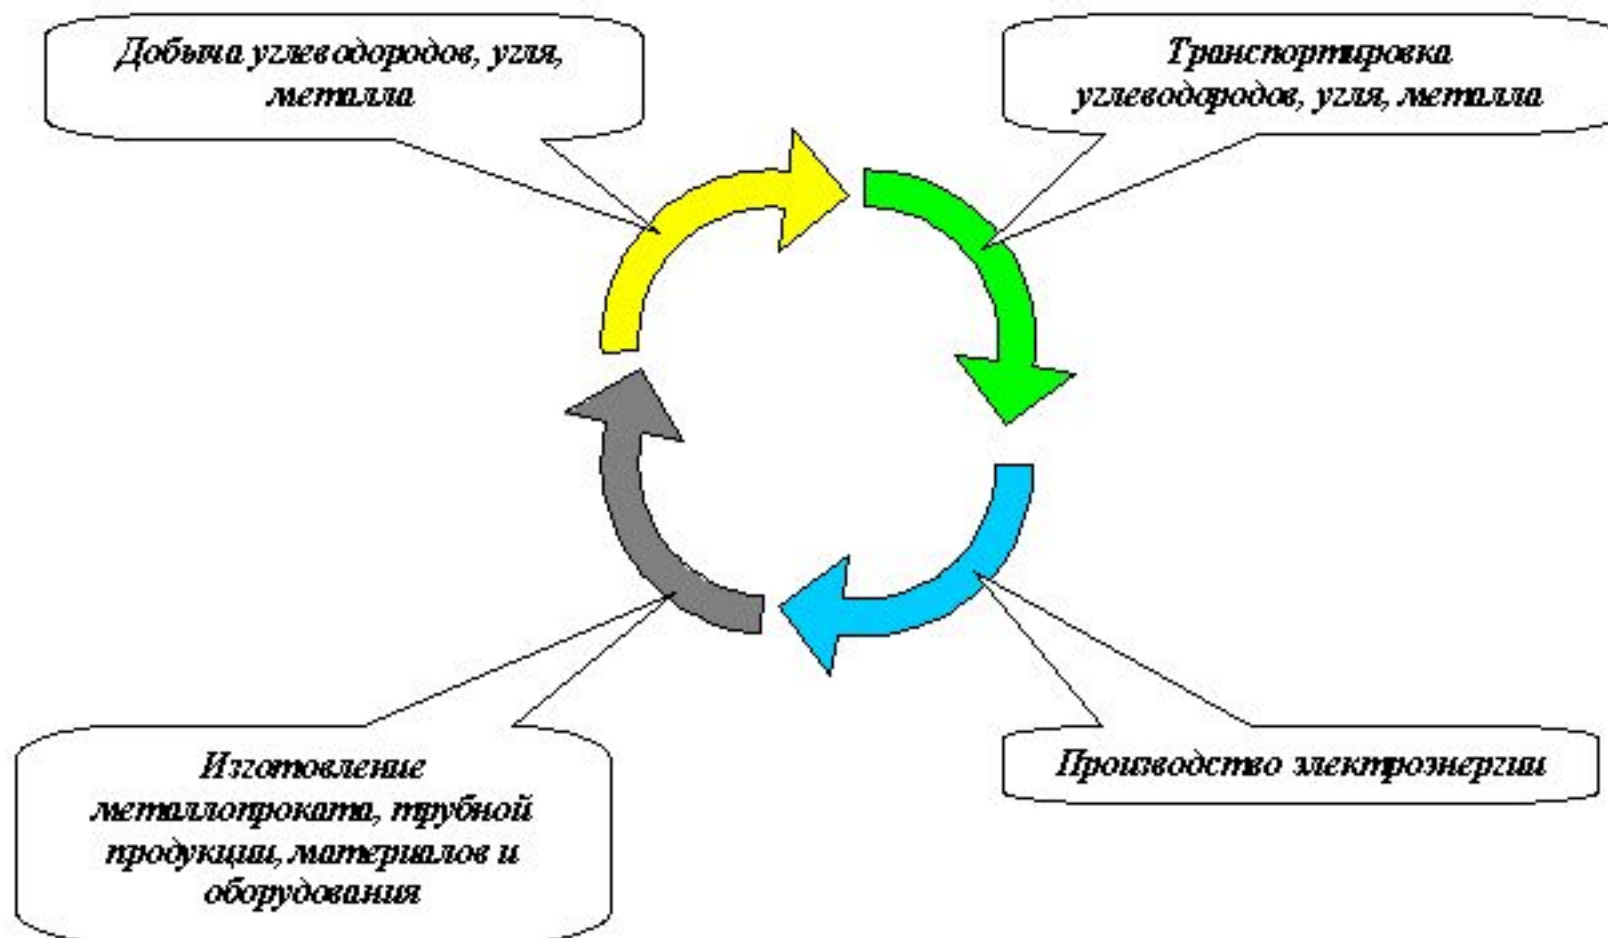 Добыча углеводородов, угля,
металла
Транспортировка
углеводородов, угля, металла
Изготовление
металлопроката, трубной
продукции, материалов и
оборудования
Производство электроэнергии